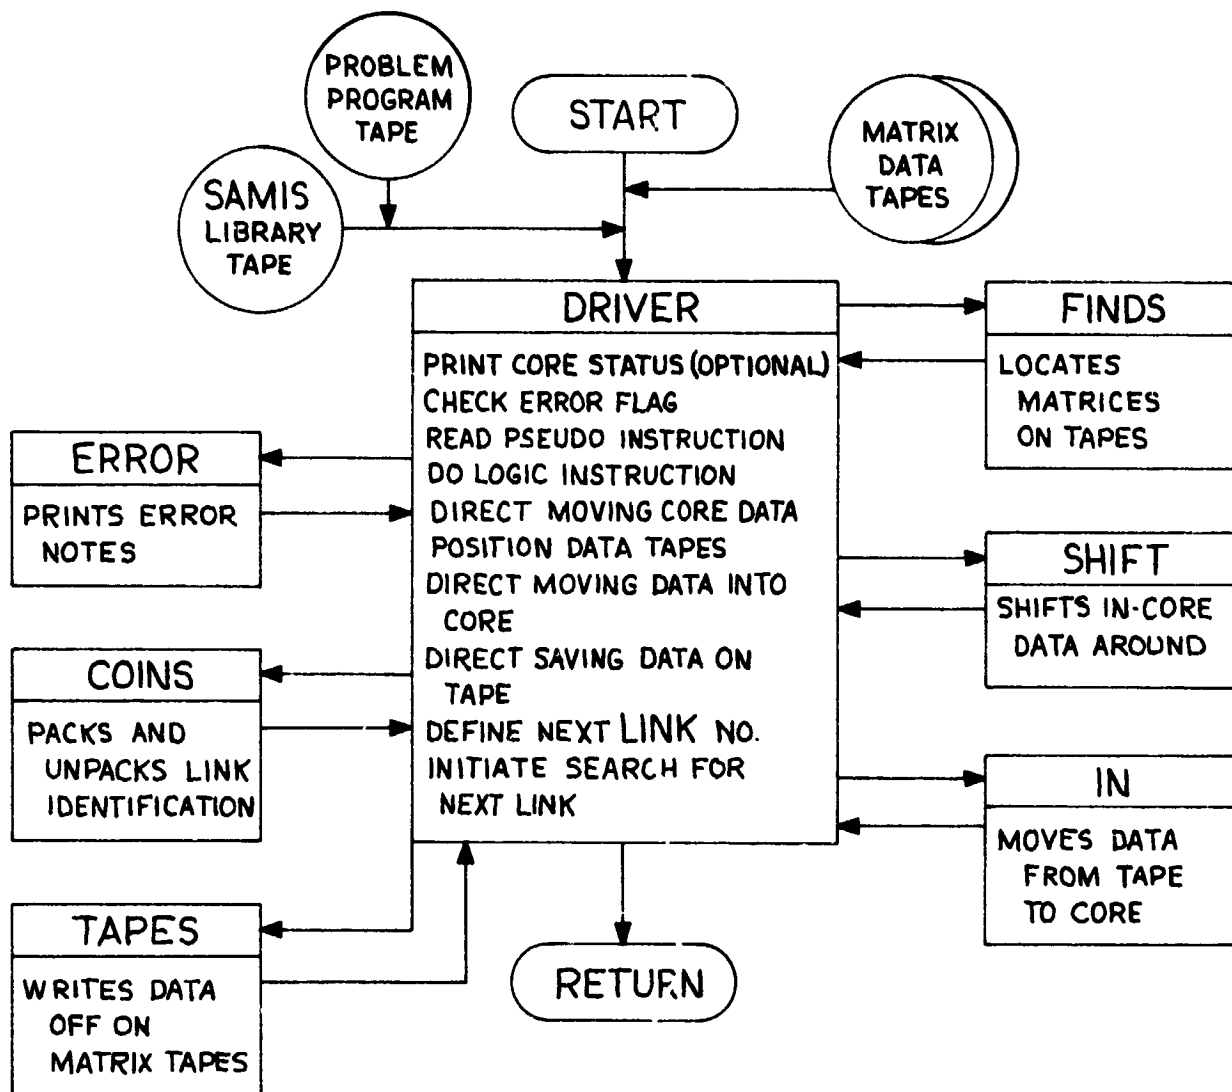 PROBLEM
PROGRAM
TAPE
START
MATRIX
DATA
TAPES
SAMIS
LIBRARY
TAPE
DRIVER
PRINT CORE STATUS (OPTIONAL)
CHECK ERROR FLAG
READ PSEUDO INSTRUCTION
DO LOGIC INSTRUCTION
DIRECT MOVING CORE DATA
POSITION DATA TAPES
DIRECT MOVING DATA INTO
CORE
DIRECT SAVING DATA ON
TAPE
DEFINE NEXT LINK NO.
INITIATE SEARCH FOR
NEXT LINK
FINDS
LOCATES
MATRICES
ON TAPES
ERROR
PRINTS ERROR
NOTES
SHIFT
SHIFTS IN-CORE
DATA AROUND
COINS
PACKS AND
UNPACKS LINK
IDENTIFICATION
IN
MOVES DATA
FROM TAPE
TO CORE
TAPES
WRITES DATA
OFF ON
MATRIX TAPES
RETURN